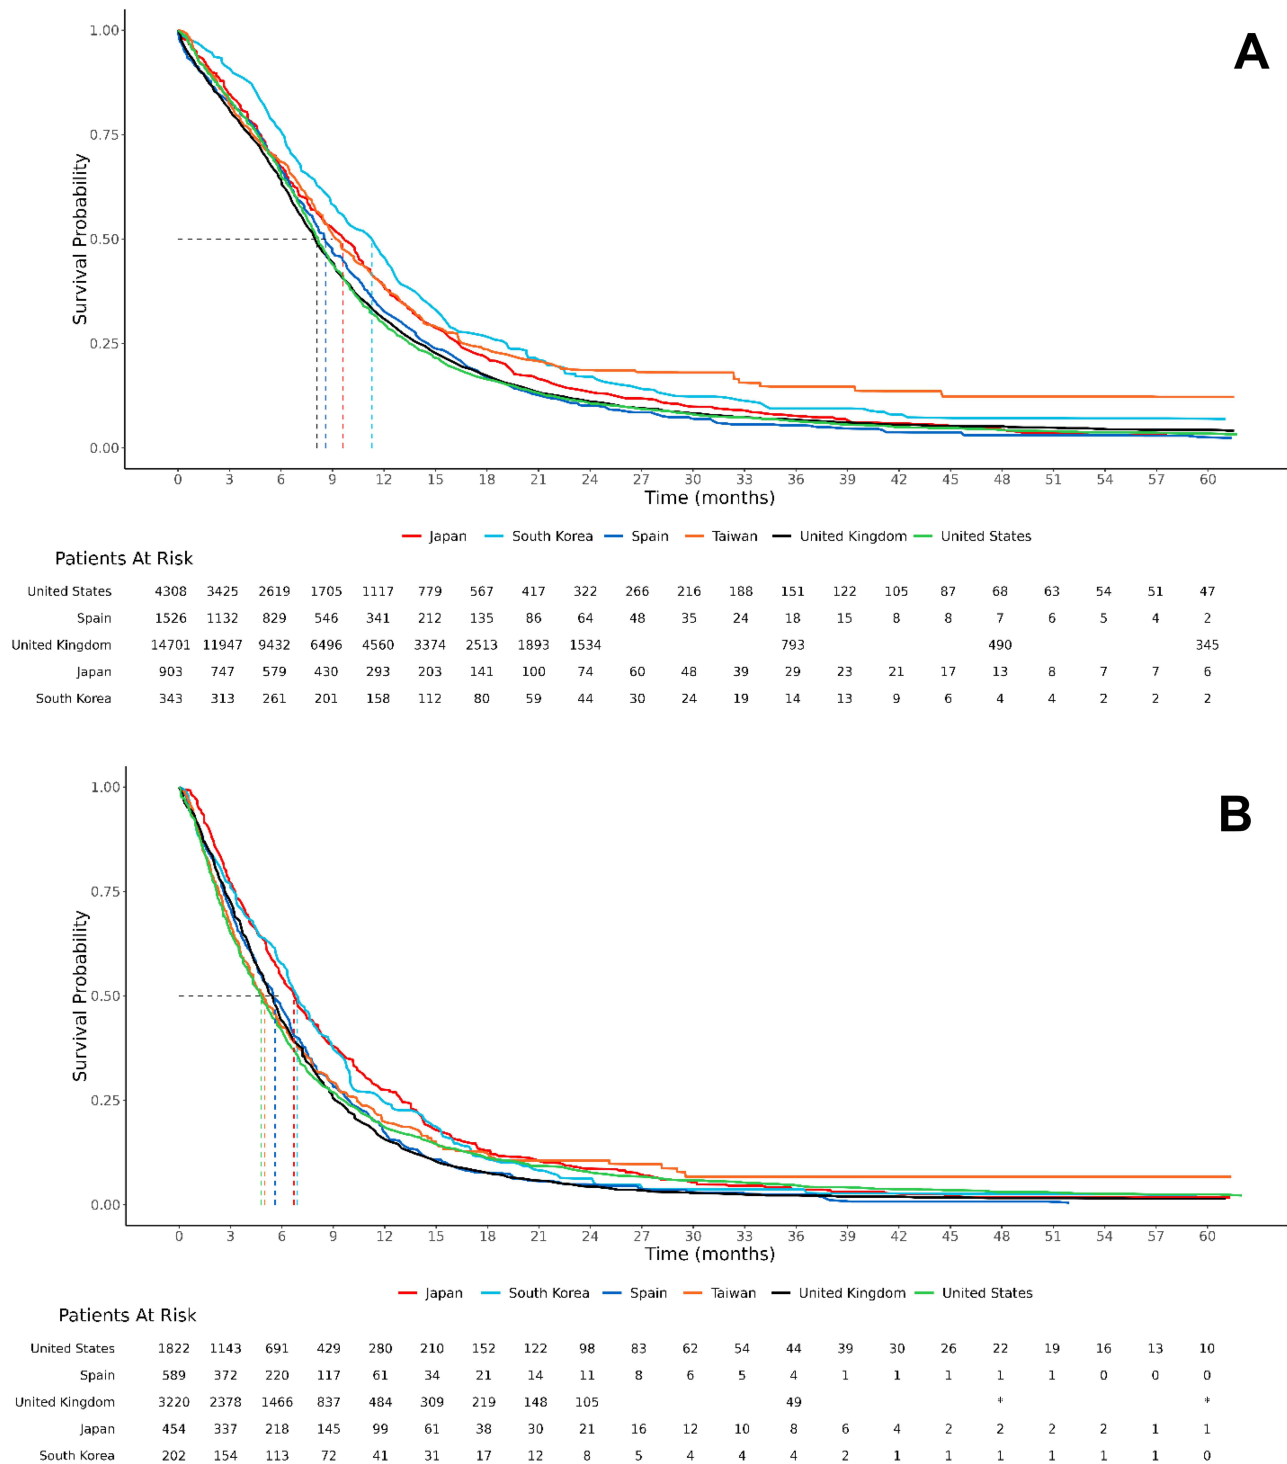 A
1.00
0.75
0.50
0.25
0.00
Survival Probability
0 3 6 9 12 15 18 21 24 27 30 33 36 39 42 45 48 51 54 57 60
Time (months)
Japan South Korea Spain Taiwan United Kingdom United States
Patients At Risk
United States 4308 3425 2619 1705 1117 779 567 417 322 266 216 188 151 122 105 87 68 63 54 51 47
Spain 1526 1132 829 546 341 212 135 86 64 48 35 24 18 15 8 8 7 6 5 4 2
United Kingdom 14701 11947 9432 6496 4560 3374 2513 1893 1534 793 490 345
Japan 903 747 579 430 293 203 141 100 74 60 48 39 29 23 21 17 13 8 7 7 6
South Korea 343 313 261 201 158 112 80 59 44 30 24 19 14 13 9 6 4 4 2 2 2
B
1.00
0.75
0.50
0.25
0.00
Survival Probability
0 3 6 9 12 15 18 21 24 27 30 33 36 39 42 45 48 51 54 57 60
Time (months)
Japan South Korea Spain Taiwan United Kingdom United States
Patients At Risk
United States 1822 1143 691 429 280 210 152 122 98 83 62 54 44 39 30 26 22 19 16 13 10
Spain 589 372 220 117 61 34 21 14 11 8 6 5 4 1 1 1 1 1 0 0 0
United Kingdom 3220 2378 1466 837 484 309 219 148 105 49 * *
Japan 454 337 218 145 99 61 38 30 21 16 12 10 8 6 4 2 2 2 2 1 1
South Korea 202 154 113 72 41 31 17 12 8 5 4 4 4 2 1 1 1 1 1 1 0